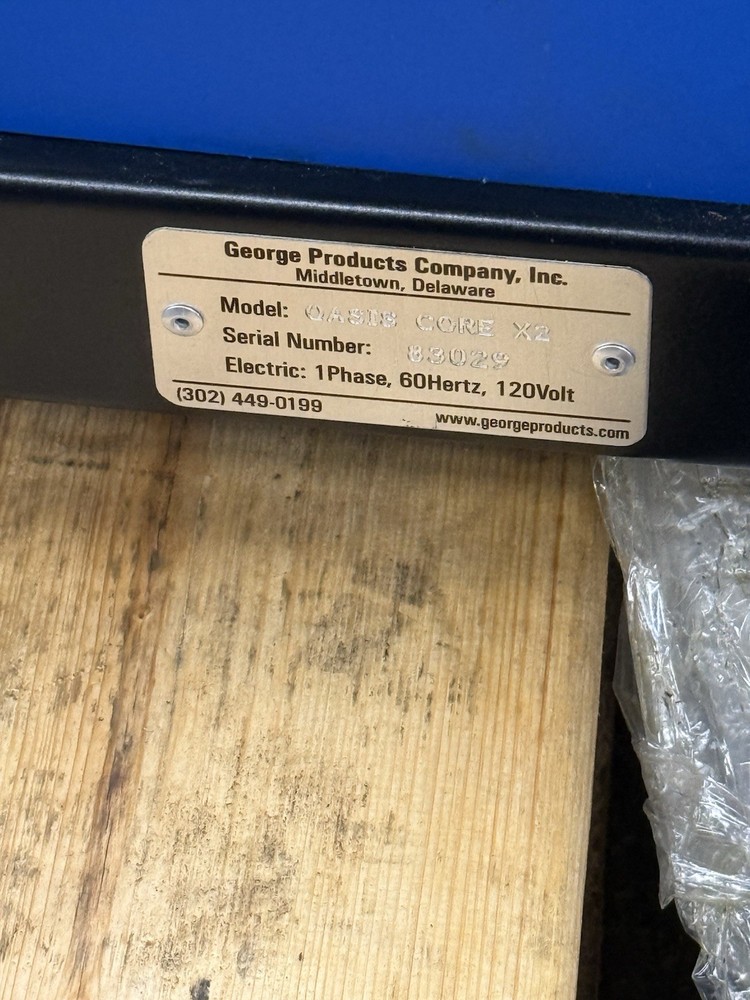 George Products Company, Inc.
Middletown, Delaware
Model: OASIS CORE X2
Serial Number: 83029
Electric: 1Phase, 60Hertz, 120Volt
(302) 449-0199 www.georgeproducts.com